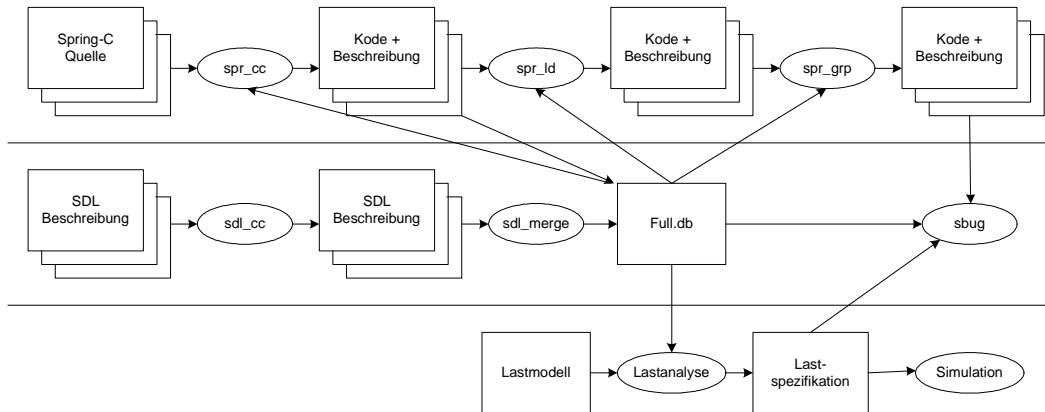 Spring-C
Quelle
spr_cc
Kode +
Beschreibung
spr_ld
Kode +
Beschreibung
spr_grp
Kode +
Beschreibung
SDL
Beschreibung
sdl_cc
SDL
Beschreibung
sdl_merge
Full.db
sbug
Lastmodell
Lastanalyse
Last-
spezifikation
Simulation